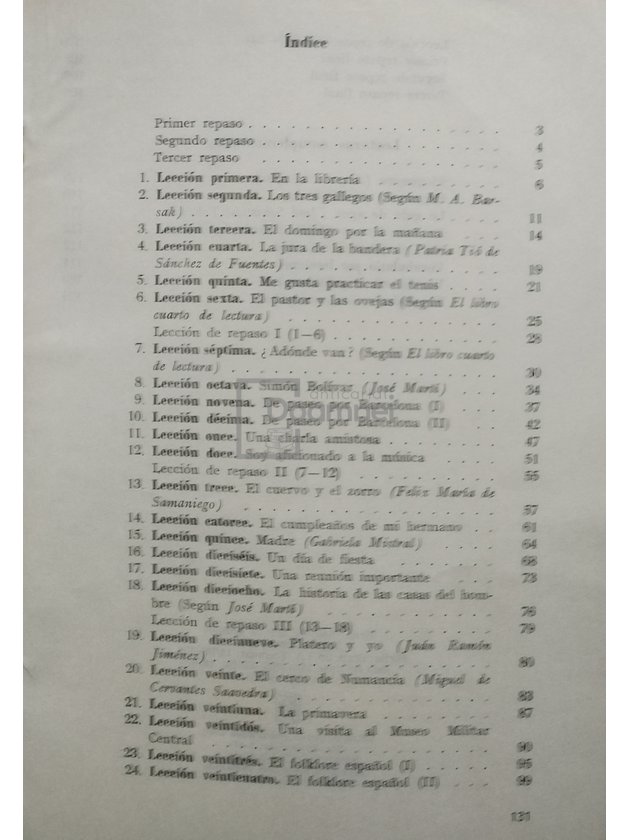 Índice
Primer repaso . . . . . . . . . . . . . . . . 3
Segundo repaso . . . . . . . . . . . . . . . 4
Tercer repaso . . . . . . . . . . . . . . . 5
1. Lección primera. En la librería . . . . . . . . 6
2. Lección segunda. Los tres gallegos (Según M. A. Bar-
sak) . . . . . . . . . . . . . . . . . . . . 11
3. Lección tercera. El domingo por la mañana . . . . 14
4. Lección cuarta. La jura de la bandera (Patria Tió de
Sánchez de Fuentes) . . . . . . . . . . . . . 19
5. Lección quinta. Me gusta practicar el tenis . . . . 21
6. Lección sexta. El pastor y las ovejas (Según El libro
cuarto de lectura) . . . . . . . . . . . . . . 25
Lección de repaso I (1—6) . . . . . . . . . . . 28
7. Lección séptima. ¿Adónde van? (Según El libro cuarto
de lectura) . . . . . . . . . . . . . . . . . 30
8. Lección octava. Simón Bolívar (José Martí) . . . . 34
9. Lección novena. De paseo por Barcelona (I) . . . . 37
10. Lección décima. De paseo por Barcelona (II) . . . . 42
11. Lección once. Una charla amistosa . . . . . . . 47
12. Lección doce. Soy aficionado a la música . . . . . 51
Lección de repaso II (7—12) . . . . . . . . . . 55
13. Lección trece. El cuervo y el zorro (Felix María de
Samaniego) . . . . . . . . . . . . . . . . . 57
14. Lección catorce. El cumpleaños de mi hermano . . 61
15. Lección quince. Madre (Gabriela Mistral) . . . . . 64
16. Lección dieciséis. Un día de fiesta . . . . . . . . 68
17. Lección diecisiete. Una reunión importante . . . . 73
18. Lección dieciocho. La historia de las casas del hom-
bre (Según José Martí) . . . . . . . . . . . . 76
Lección de repaso III (13—18) . . . . . . . . . 79
19. Lección diecinueve. Platero y yo (Juán Ramón
Jiménez) . . . . . . . . . . . . . . . . . . 80
20. Lección veinte. El cerco de Numancia (Miguel de
Cervantes Saavedra) . . . . . . . . . . . . . 83
21. Lección veintiuna. La primavera . . . . . . . . 87
22. Lección veintidós. Una visita al Museo Militar
Central . . . . . . . . . . . . . . . . . . . 90
23. Lección veintitrés. El folklore español (I) . . . . . 95
24. Lección veinticuatro. El folklore español (II) . . . 99
131
anticariat
Doamnei